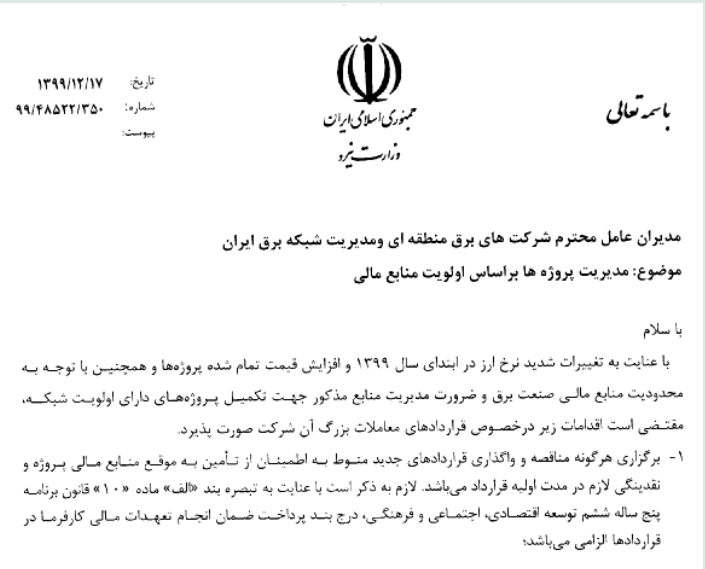 باسمه تعالی
جمهوری اسلامی ایران
وزارت نیرو
تاریخ: ۱۳۹۹/۱۲/۱۷
شماره: ۹۹/۴۸۵۲۲/۳۵۰
پیوست:
مدیران عامل محترم شرکت های برق منطقه ای ومدیریت شبکه برق ایران
موضوع: مدیریت پروژه ها براساس اولویت منابع مالی
با سلام
با عنایت به تغییرات شدید نرخ ارز در ابتدای سال ۱۳۹۹ و افزایش قیمت تمام شده پروژه‌ها و همچنین با توجه به
محدودیت منابع مالی صنعت برق و ضرورت مدیریت منابع مذکور جهت تکمیل پروژه‌های دارای اولویت شبکه،
مقتضی است اقدامات زیر درخصوص قراردادهای معاملات بزرگ آن شرکت صورت پذیرد.
۱- برگزاری هرگونه مناقصه و واگذاری قراردادهای جدید منوط به اطمینان از تأمین به موقع منابع مالی پروژه و
نقدینگی لازم در مدت اولیه قرارداد می‌باشد. لازم به ذکر است با عنایت به تبصره بند «الف» ماده «۱۰» قانون برنامه
پنج ساله ششم توسعه اقتصادی، اجتماعی و فرهنگی، درج بند پرداخت ضمان انجام تعهدات مالی کارفرما در
قراردادها الزامی می‌باشد؛